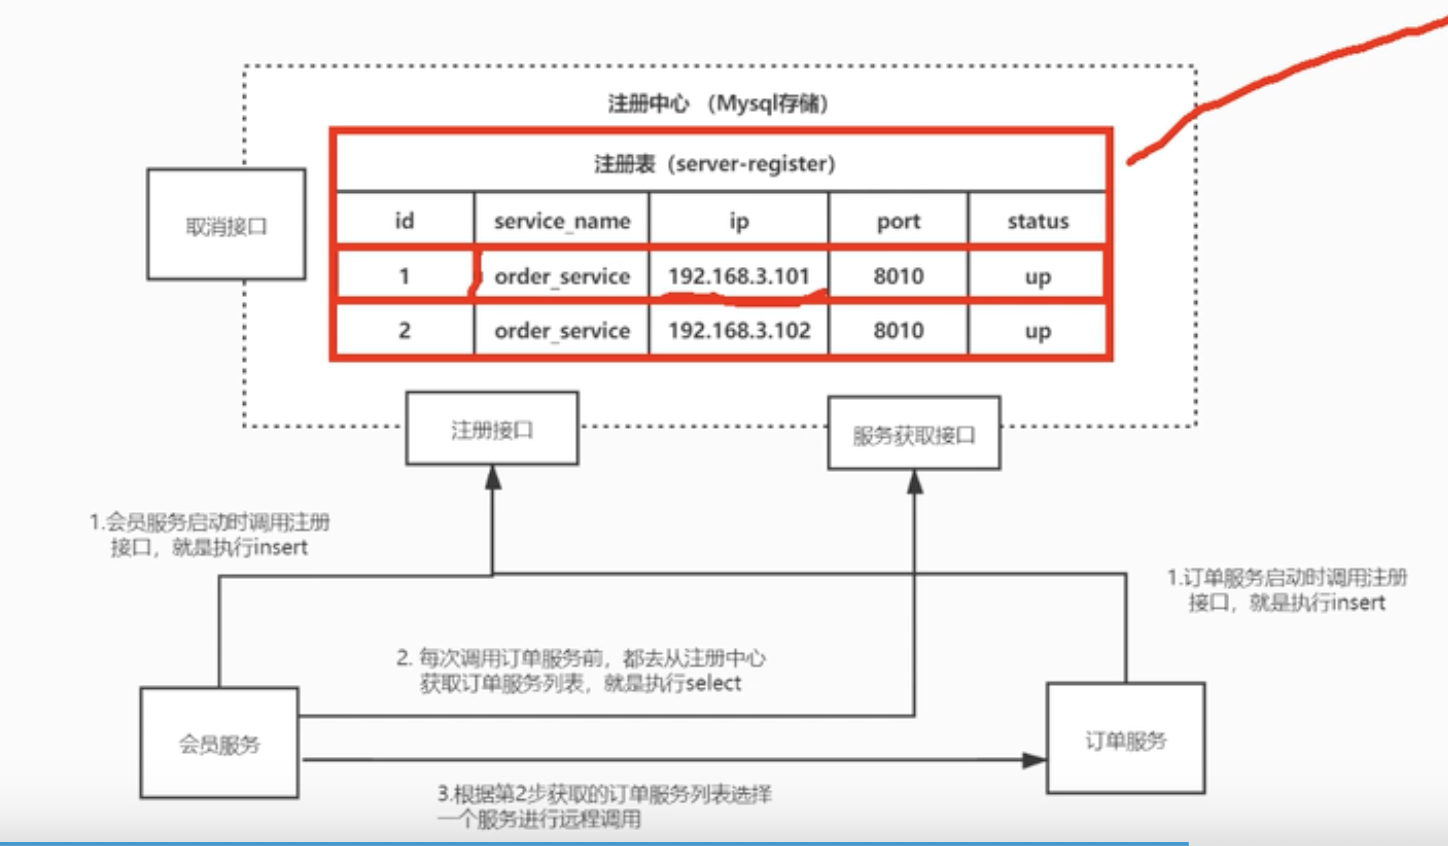 注册中心 （Mysql存储）
注册表（server-register）
id service_name ip port status
1 order_service 192.168.3.101 8010 up
2 order_service 192.168.3.102 8010 up
取消接口
注册接口
服务获取接口
1.会员服务启动时调用注册
接口，就是执行insert
1.订单服务启动时调用注册
接口，就是执行insert
2. 每次调用订单服务前，都去从注册中心
获取订单服务列表，就是执行select
会员服务
订单服务
3.根据第2步获取的订单服务列表选择
一个服务进行远程调用